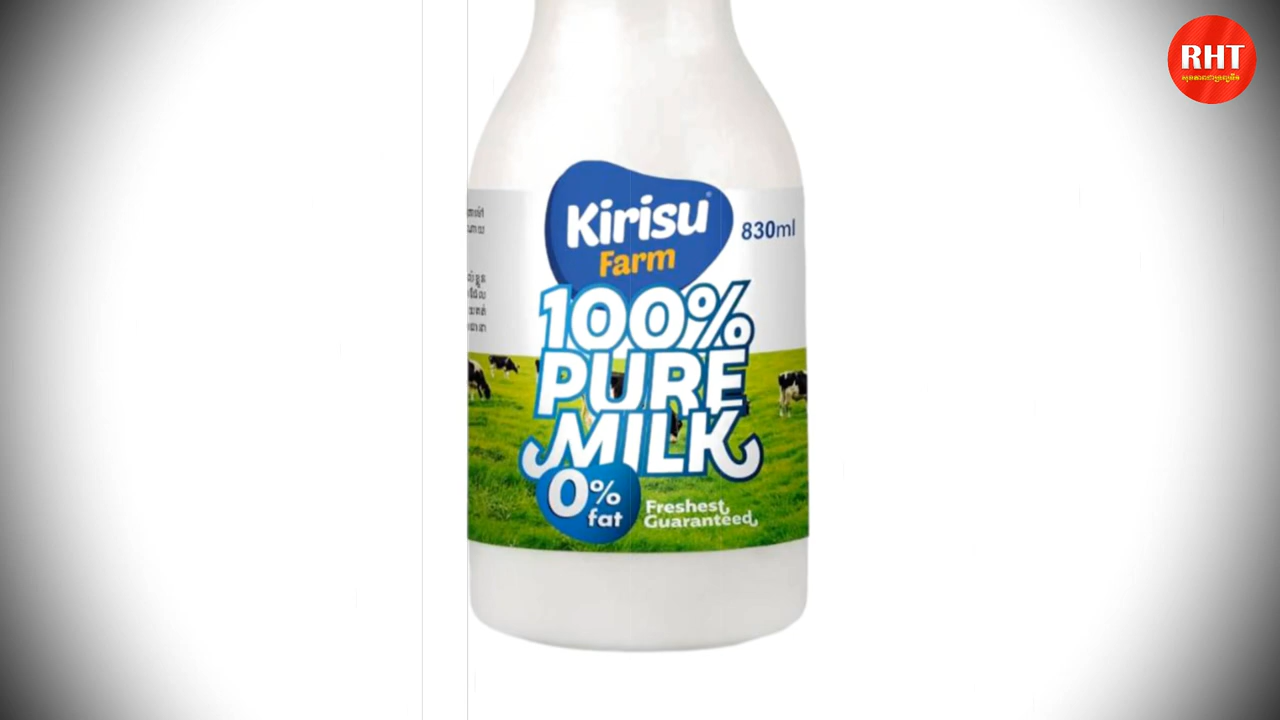 RHT
Kirisu
Farm
830ml
100%
PURE
MILK
0%
fat
Freshest
Guaranteed